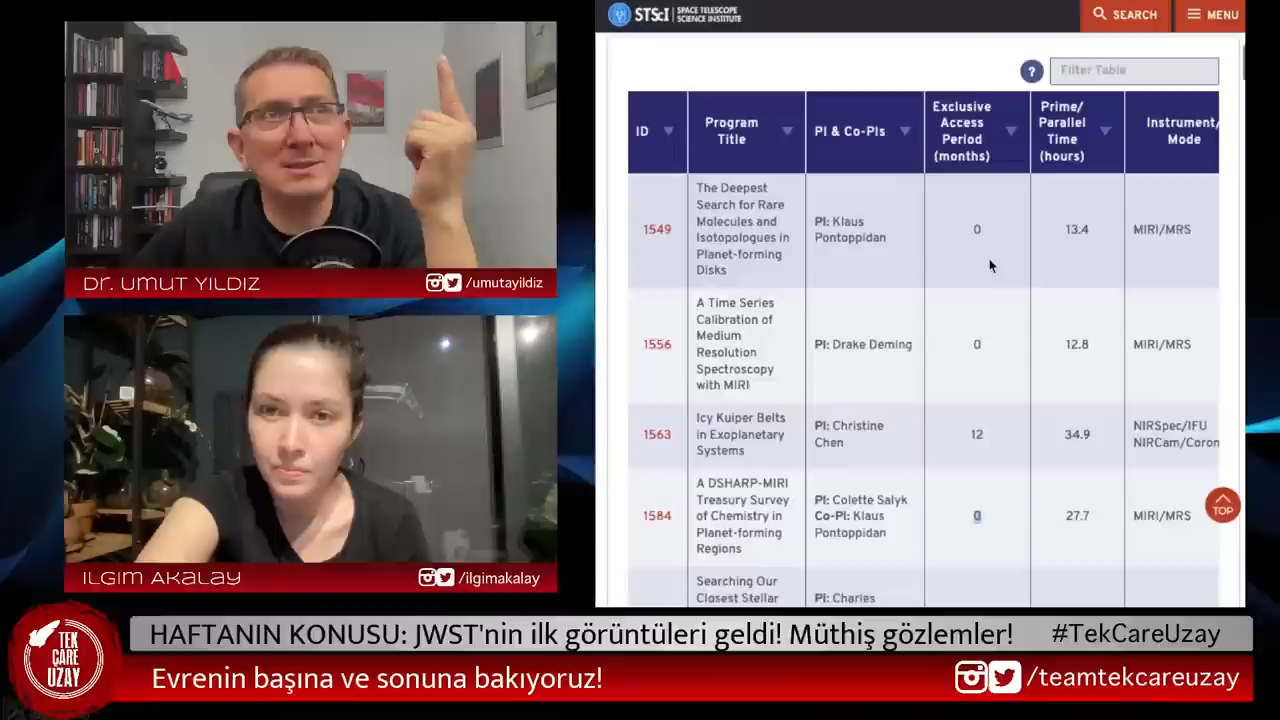 DR. UMUT YILDIZ
/umutayildiz
ILGIM AKALAY
/ilgimakalay
STScI | SPACE TELESCOPE
SCIENCE INSTITUTE
SEARCH
MENU
?
Filter Table
ID
Program
Title
PI & Co-PIs
Exclusive
Access
Period
(months)
Prime/
Parallel
Time
(hours)
Instrument/
Mode
1549
The Deepest
Search for Rare
Molecules and
Isotopologues in
Planet-forming
Disks
PI: Klaus
Pontoppidan
0
13.4
MIRI/MRS
1556
A Time Series
Calibration of
Medium
Resolution
Spectroscopy
with MIRI
PI: Drake Deming
0
12.8
MIRI/MRS
1563
Icy Kuiper Belts
in Exoplanetary
Systems
PI: Christine
Chen
12
34.9
NIRSpec/IFU
NIRCam/Coron
1584
A DSHARP-MIRI
Treasury Survey
of Chemistry in
Planet-forming
Regions
PI: Colette Salyk
Co-PI: Klaus
Pontoppidan
0
27.7
MIRI/MRS
TOP
Searching Our
Closest Stellar
PI: Charles
TEK
ÇARE
UZAY
HAFTANIN KONUSU: JWST'nin ilk görüntüleri geldi! Müthiş gözlemler!
#TekCareUzay
Evrenin başına ve sonuna bakıyoruz!
/teamtekcareuzay